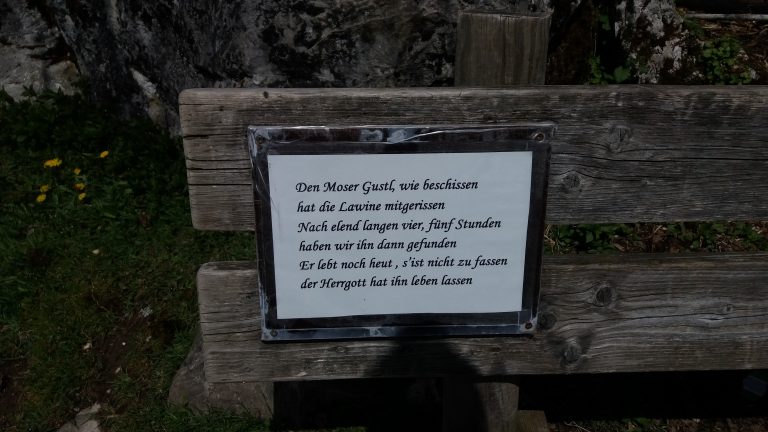 Den Moser Gustl, wie beschissen
hat die Lawine mitgerissen
Nach elend langen vier, fünf Stunden
haben wir ihn dann gefunden
Er lebt noch heut , s'ist nicht zu fassen
der Herrgott hat ihn leben lassen